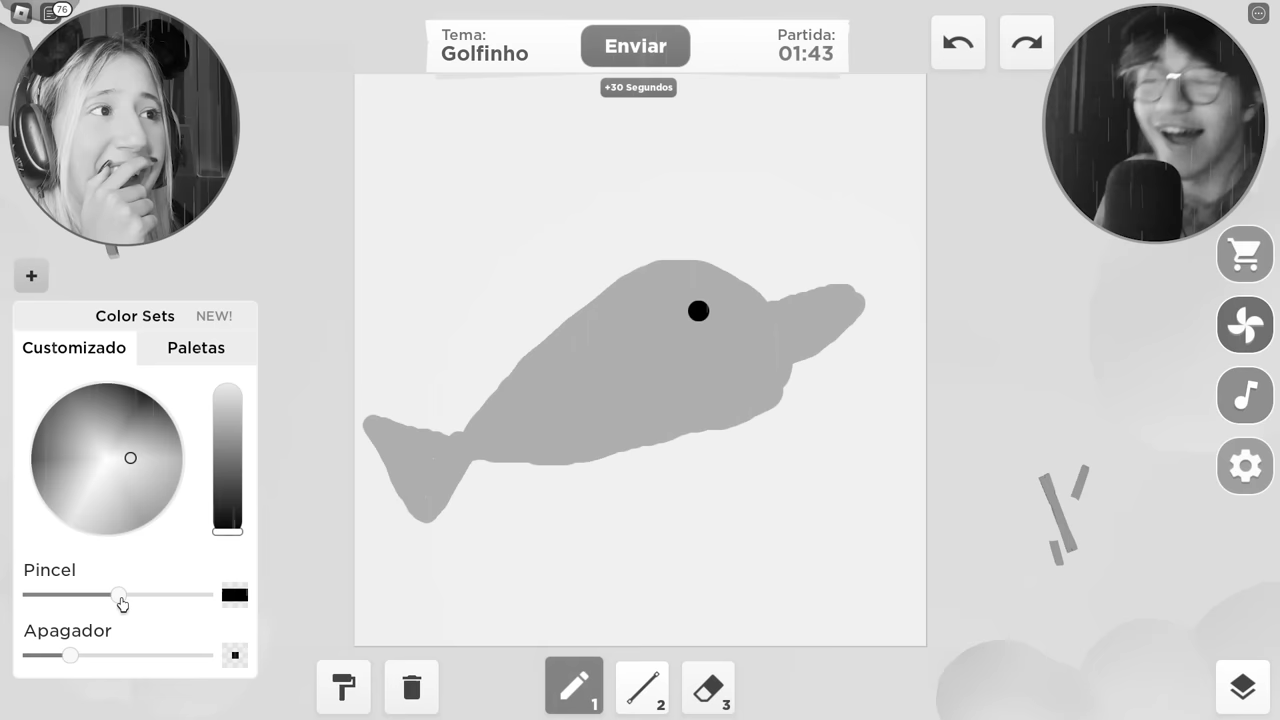 76
Tema:
Golfinho
Enviar
Partida:
01:43
+30 Segundos
+
Color Sets
NEW!
Customizado
Paletas
Pincel
Apagador
1
2
3